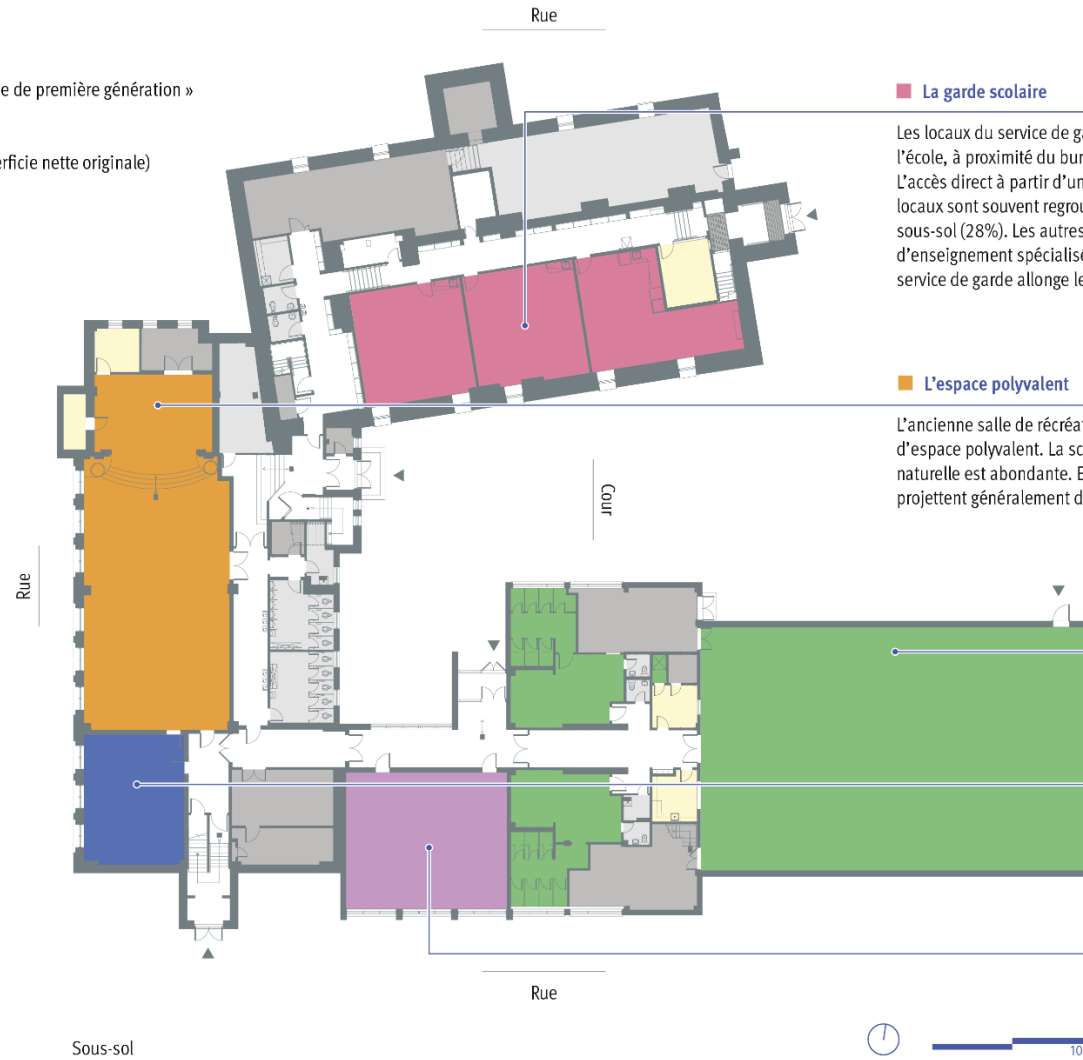 Rue
e de première génération »
erficie nette originale)
La garde scolaire
Les locaux du service de ga
l'école, à proximité du bur
L'accès direct à partir d'un
locaux sont souvent regrou
sous-sol (28%). Les autres
d'enseignement spécialisé
service de garde allonge le
L'espace polyvalent
L'ancienne salle de récréat
d'espace polyvalent. La sc
naturelle est abondante. E
projettent généralement d
Cour
Rue
Rue
Sous-sol
10